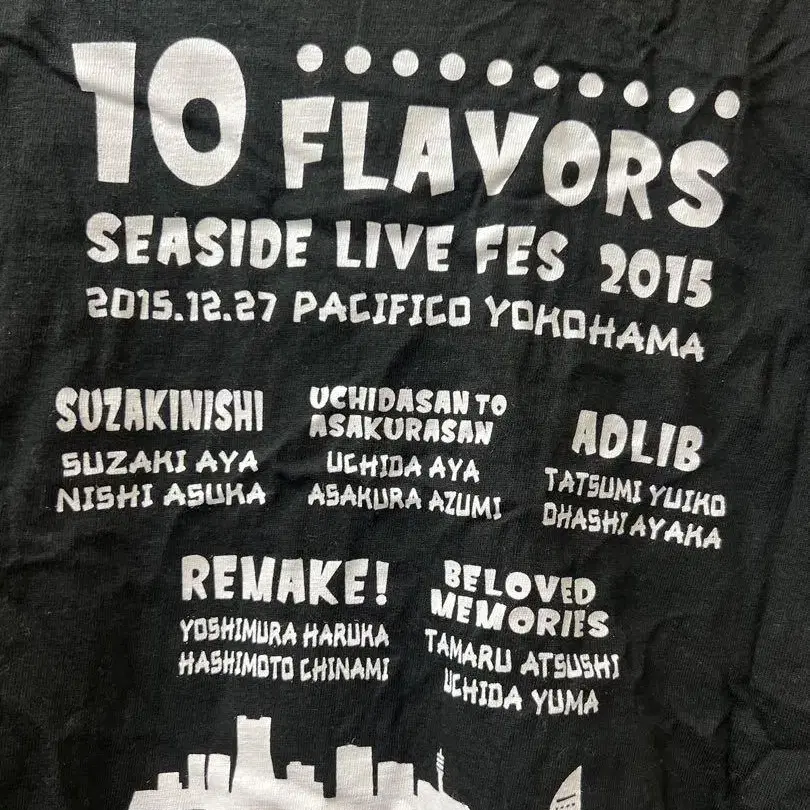 10 FLAVORS
SEASIDE LIVE FES 2015
2015.12.27 PACIFICO YOKOHAMA
SUZAKINISHI
SUZAKI AYA
NISHI ASUKA
UCHIDASAN TO
ASAKURASAN
UCHIDA AYA
ASAKURA AZUMI
ADLIB
TATSUMI YUIKO
OHASHI AYAKA
REMAKE!
YOSHIMURA HARUKA
HASHIMOTO CHINAMI
BELOVED
MEMORIES
TAMARU ATSUSHI
UCHIDA YUMA